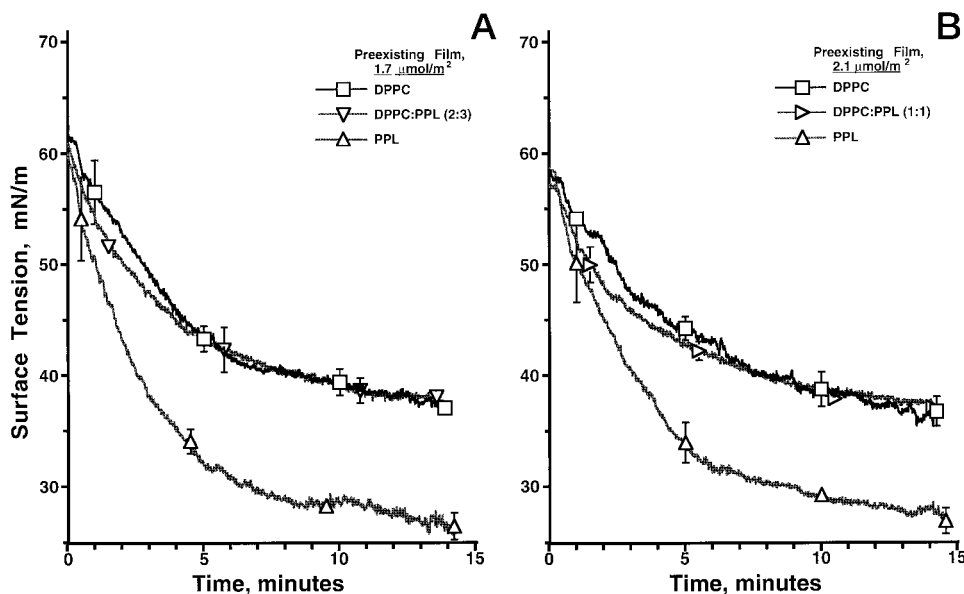 A
Preexisting Film,
1.7 μmol/m²
DPPC
DPPC:PPL (2:3)
PPL
70
60
50
40
30
Surface Tension, mN/m
0
5
10
15
Time, minutes
B
Preexisting Film,
2.1 μmol/m²
DPPC
DPPC:PPL (1:1)
PPL
70
60
50
40
30
0
5
10
15
Time, minutes